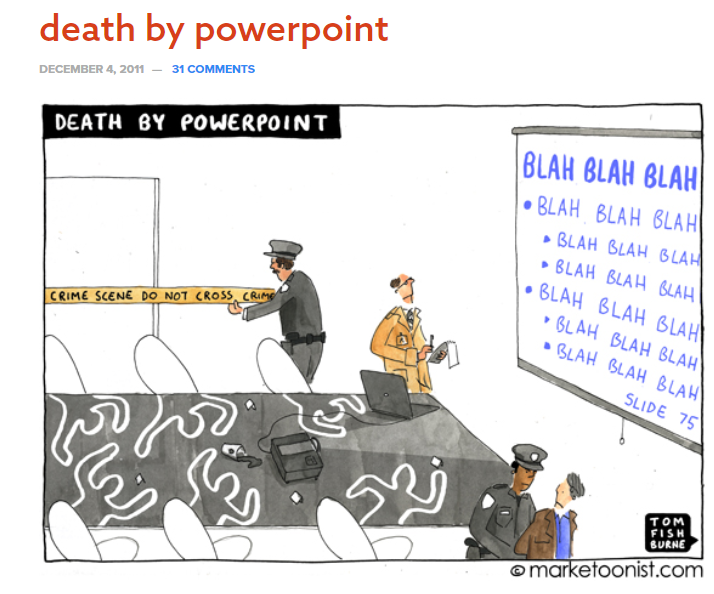 death by powerpoint
DECEMBER 4, 2011 — 31 COMMENTS
DEATH BY POWERPOINT
BLAH BLAH BLAH
• BLAH BLAH BLAH
• BLAH BLAH BLAH
• BLAH BLAH BLAH
• BLAH BLAH BLAH
• BLAH BLAH BLAH
• BLAH BLAH BLAH
SLIDE 75
CRIME SCENE DO NOT CROSS CRIME
TOM
FISH
BURNE
© marketoonist.com